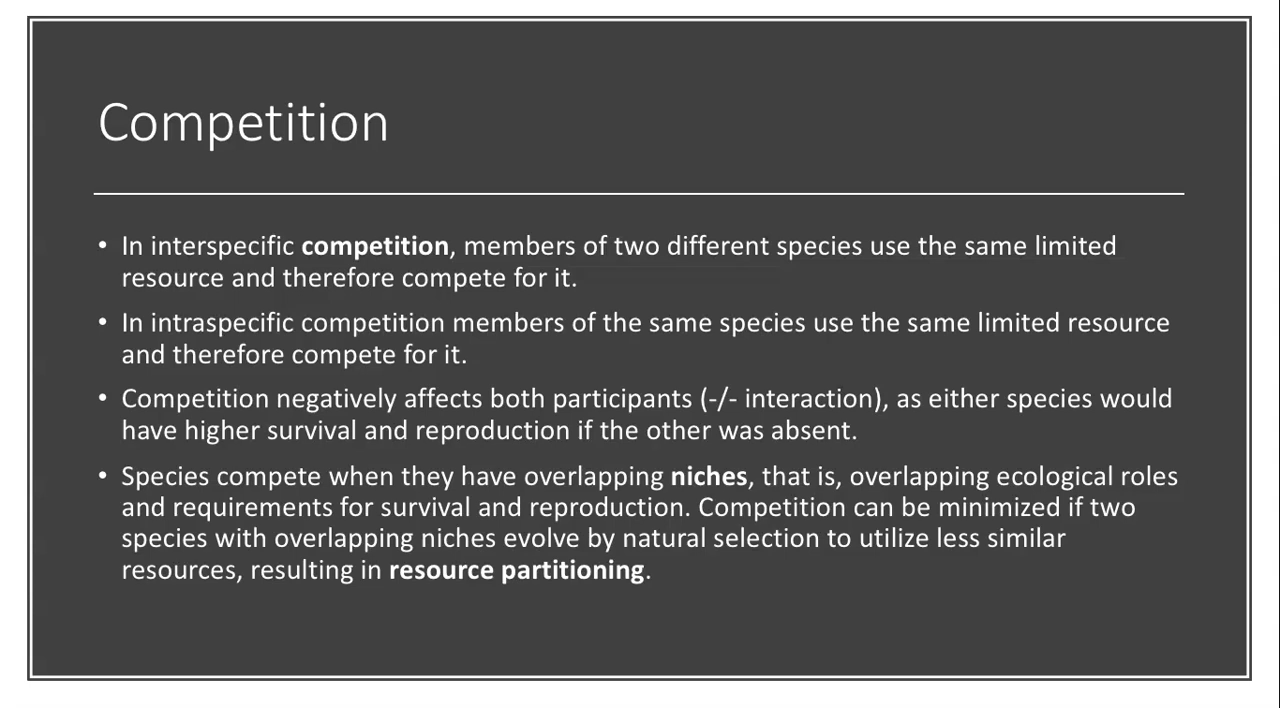 Competition
• In interspecific competition, members of two different species use the same limited
resource and therefore compete for it.
• In intraspecific competition members of the same species use the same limited resource
and therefore compete for it.
• Competition negatively affects both participants (-/- interaction), as either species would
have higher survival and reproduction if the other was absent.
• Species compete when they have overlapping niches, that is, overlapping ecological roles
and requirements for survival and reproduction. Competition can be minimized if two
species with overlapping niches evolve by natural selection to utilize less similar
resources, resulting in resource partitioning.